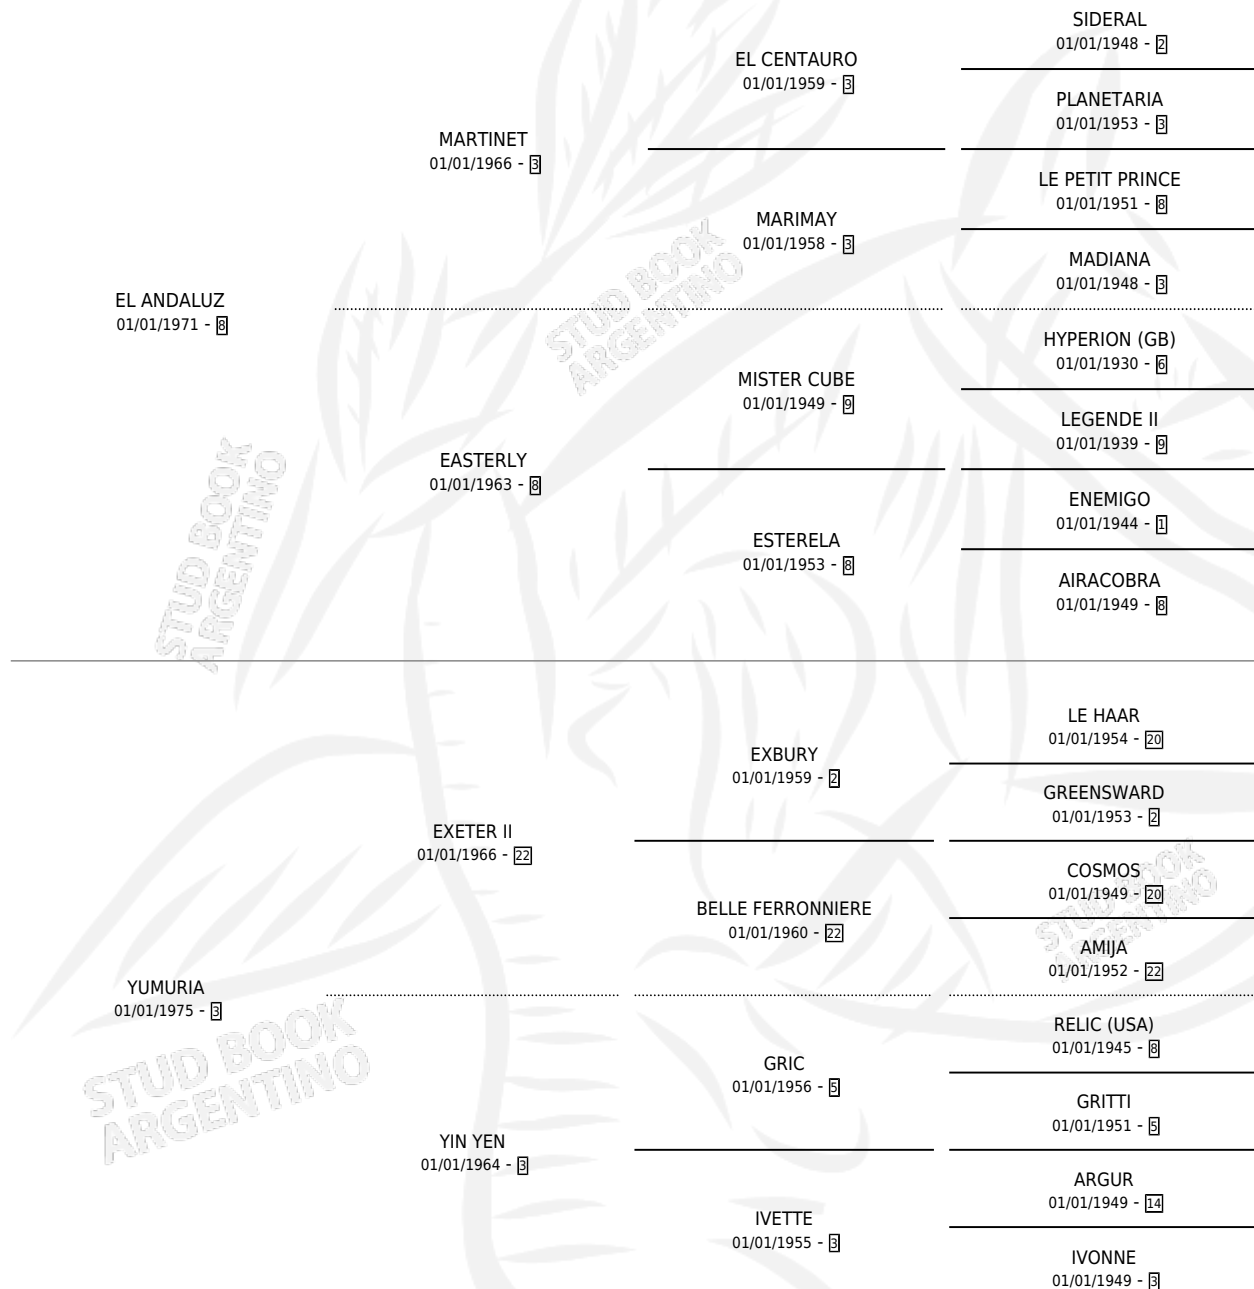 SIDERAL
01/01/1948 - 2
EL CENTAURO
01/01/1959 - 3
PLANETARIA
01/01/1953 - 3
MARTINET
01/01/1966 - 3
LE PETIT PRINCE
01/01/1951 - 8
MARIMAY
01/01/1958 - 3
MADIANA
01/01/1948 - 3
EL ANDALUZ
01/01/1971 - 8
HYPERION (GB)
01/01/1930 - 6
MISTER CUBE
01/01/1949 - 9
LEGENDE II
01/01/1939 - 9
EASTERLY
01/01/1963 - 8
ENEMIGO
01/01/1944 - 1
ESTERELA
01/01/1953 - 8
AIRACOBRA
01/01/1949 - 8
STUD BOOK
ARGENTINO
STUD BOOK
ARGENTINO
LE HAAR
01/01/1954 - 20
EXBURY
01/01/1959 - 2
GREENSWARD
01/01/1953 - 2
EXETER II
01/01/1966 - 22
COSMOS
01/01/1949 - 20
BELLE FERRONNIERE
01/01/1960 - 22
AMIJA
01/01/1952 - 22
STUD BOOK
ARGENTINO
YUMURIA
01/01/1975 - 3
RELIC (USA)
01/01/1945 - 8
GRIC
01/01/1956 - 5
GRITTI
01/01/1951 - 5
YIN YEN
01/01/1964 - 3
ARGUR
01/01/1949 - 14
IVETTE
01/01/1955 - 3
IVONNE
01/01/1949 - 3
STUD BOOK
ARGENTINO